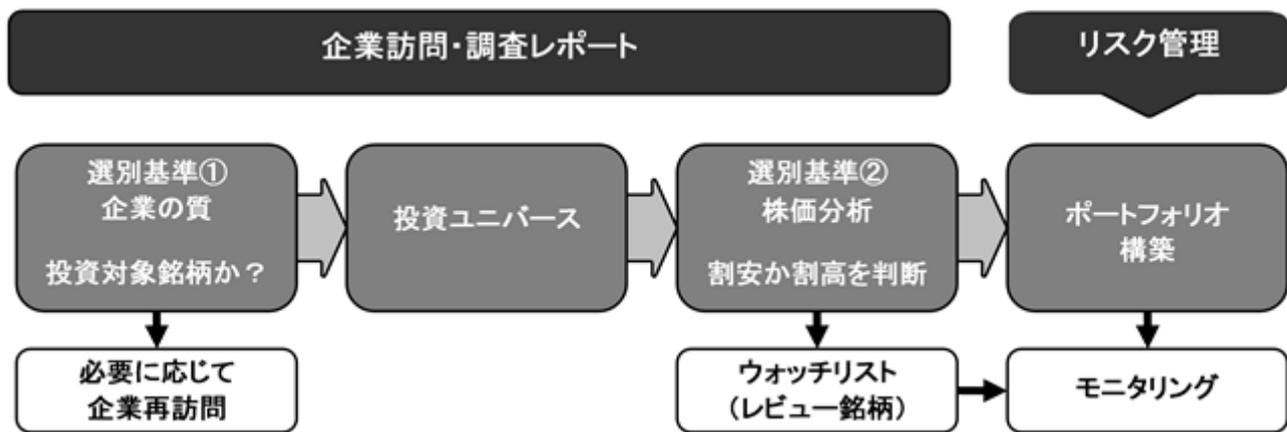 企業訪問・調査レポート
リスク管理
選別基準①
企業の質
投資対象銘柄か？
投資ユニバース
選別基準②
株価分析
割安か割高を判断
ポートフォリオ
構築
必要に応じて
企業再訪問
ウォッチリスト
（レビュー銘柄）
モニタリング